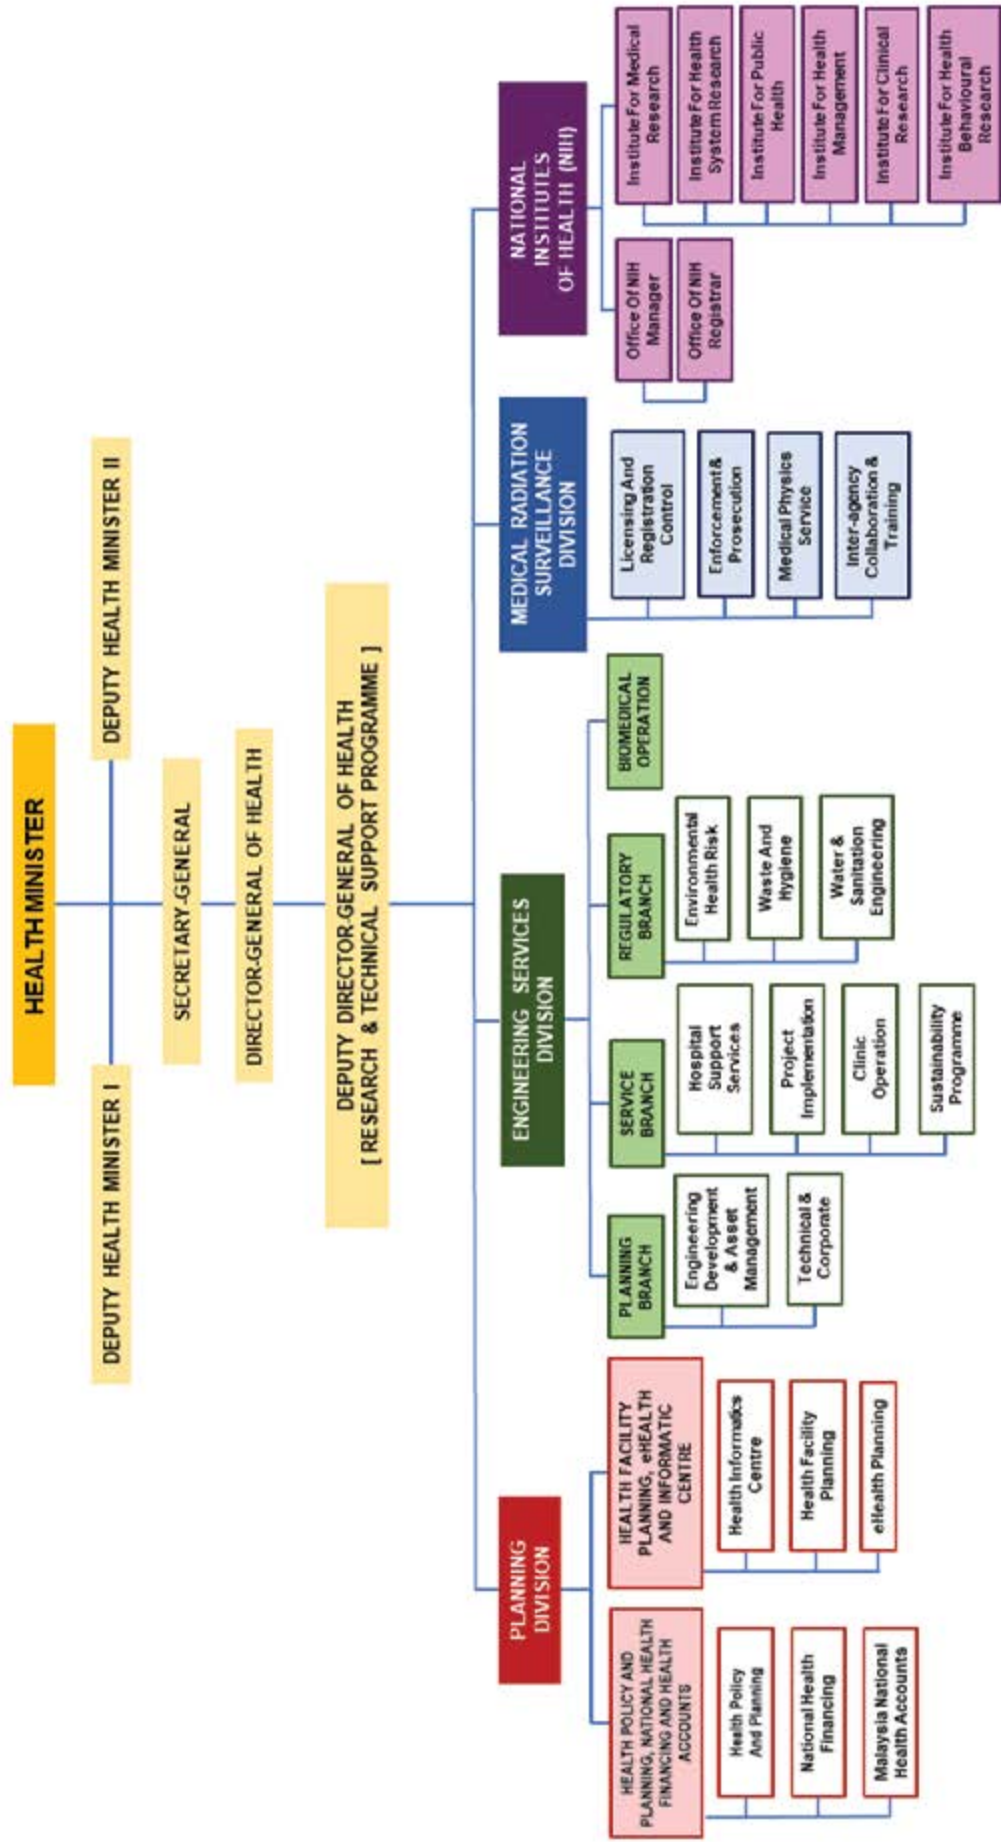 HEALTH MINISTER
DEPUTY HEALTH MINISTER I
DEPUTY HEALTH MINISTER II
SECRETARY-GENERAL
DIRECTOR-GENERAL OF HEALTH
DEPUTY DIRECTOR-GENERAL OF HEALTH
[ RESEARCH & TECHNICAL SUPPORT PROGRAMME ]
PLANNING
DIVISION
HEALTH POLICY AND
PLANNING, NATIONAL HEALTH
FINANCING AND HEALTH
ACCOUNTS
Health Policy
And Planning
National Health
Financing
Malaysia National
Health Accounts
HEALTH FACILITY
PLANNING, eHEALTH
AND INFORMATIC
CENTRE
Health Informatics
Centre
Health Facility
Planning
eHealth Planning
ENGINEERING SERVICES
DIVISION
PLANNING
BRANCH
Engineering
Development
& Asset
Management
Technical &
Corporate
SERVICE
BRANCH
Hospital
Support
Services
Project
Implementation
Clinic
Operation
Sustainability
Programme
REGULATORY
BRANCH
Environmental
Health Risk
Waste And
Hygiene
Water &
Sanitation
Engineering
BIOMEDICAL
OPERATION
MEDICAL RADIATION
SURVEILLANCE
DIVISION
Licensing And
Registration
Control
Enforcement &
Prosecution
Medical Physics
Service
Inter-agency
Collaboration &
Training
NATIONAL
INSTITUTES
OF HEALTH (NIH)
Office Of NIH
Manager
Office Of NIH
Registrar
Institute For Medical
Research
Institute For Health
System Research
Institute For Public
Health
Institute For Health
Management
Institute For Clinical
Research
Institute For Health
Behavioural
Research